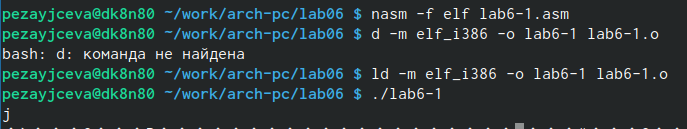 pezayjceva@dk8n80 ~/work/arch-pc/lab06 $ nasm -f elf lab6-1.asm
pezayjceva@dk8n80 ~/work/arch-pc/lab06 $ d -m elf_i386 -o lab6-1 lab6-1.o
bash: d: команда не найдена
pezayjceva@dk8n80 ~/work/arch-pc/lab06 $ ld -m elf_i386 -o lab6-1 lab6-1.o
pezayjceva@dk8n80 ~/work/arch-pc/lab06 $ ./lab6-1
j